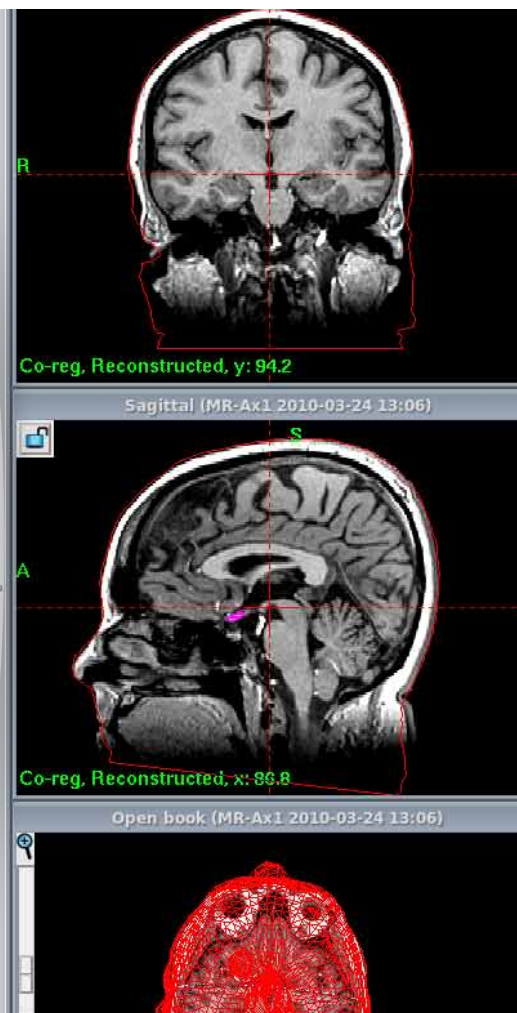 R
Co-reg, Reconstructed, y: 94.2
Sagittal (MR-Ax1 2010-03-24 13:06)
S
A
Co-reg, Reconstructed, x: 86.8
Open book (MR-Ax1 2010-03-24 13:06)